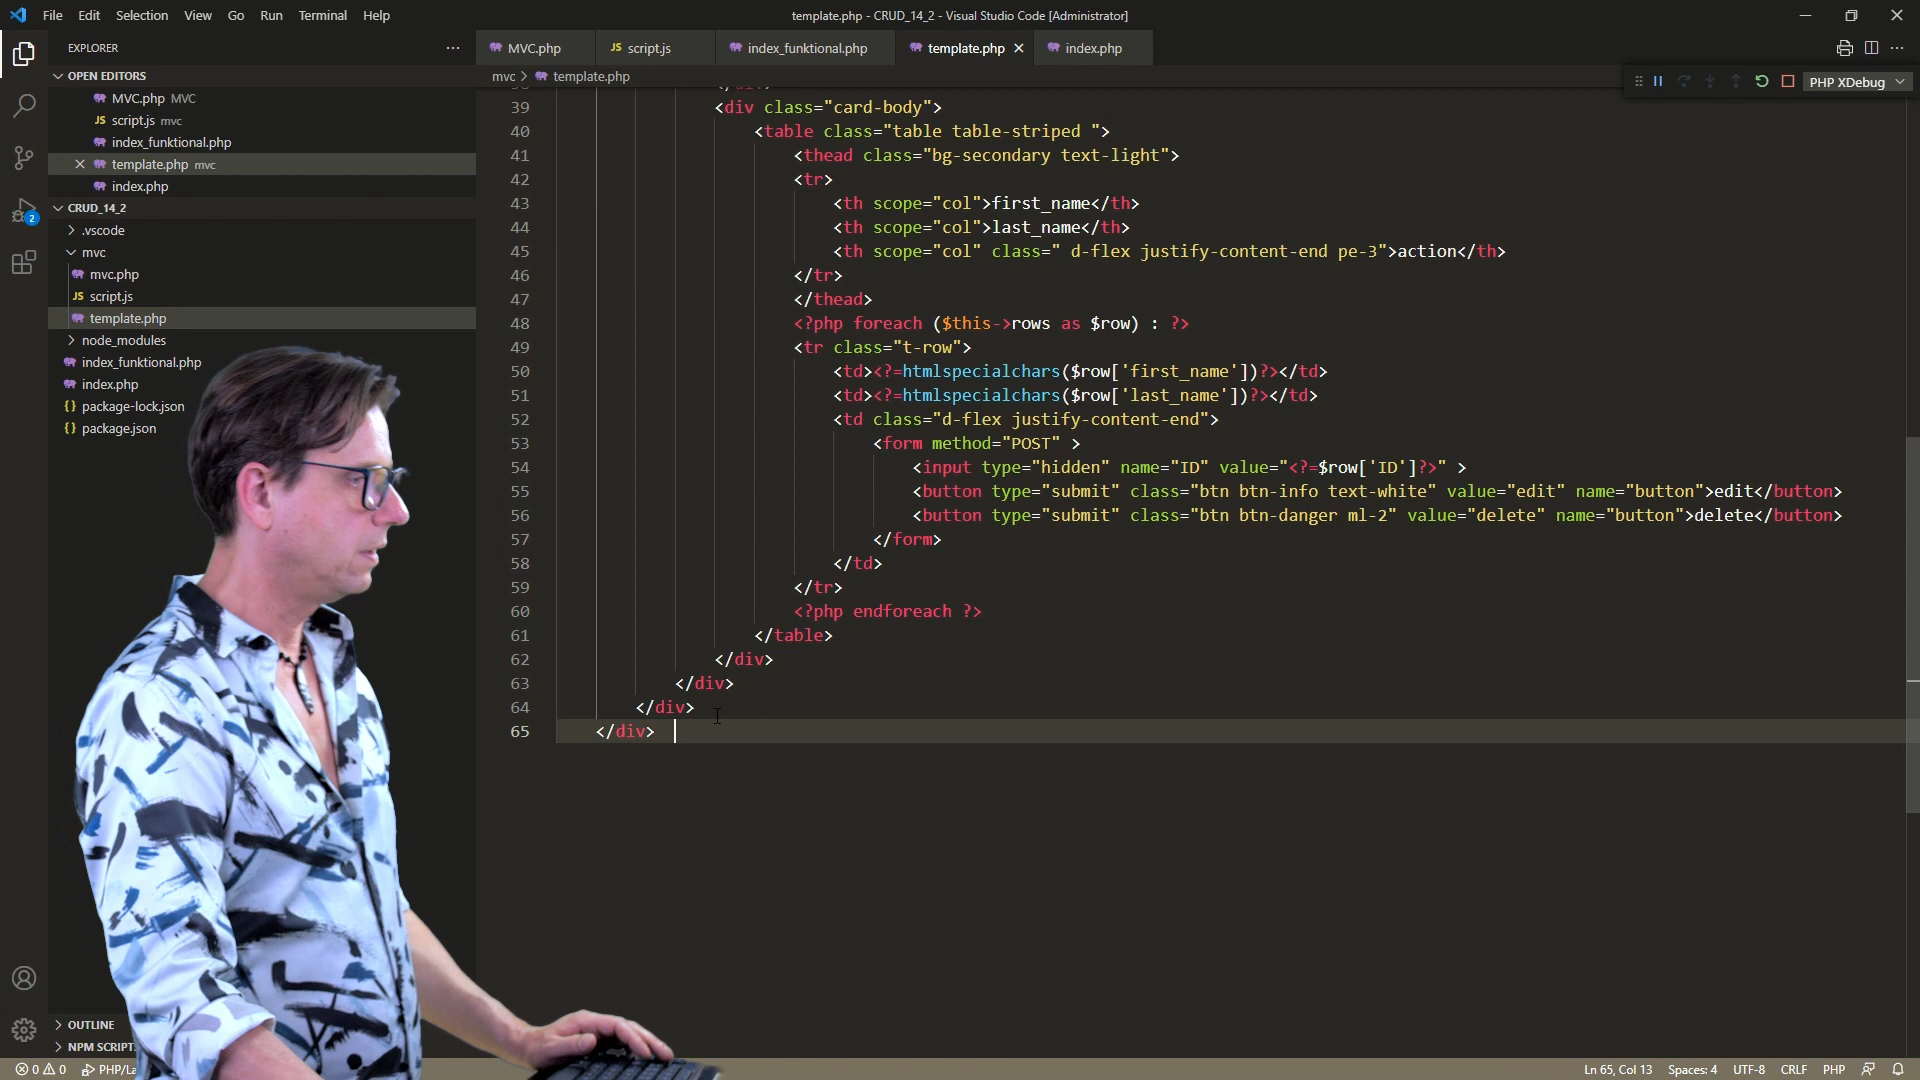 File Edit Selection View Go Run Terminal Help
template.php - CRUD_14_2 - Visual Studio Code [Administrator]
EXPLORER
OPEN EDITORS
MVC.php MVC
JS script.js mvc
index_funktional.php
template.php mvc
index.php
CRUD_14_2
.vscode
mvc
mvc.php
JS script.js
template.php
node_modules
index_funktional.php
index.php
{} package-lock.json
{} package.json
OUTLINE
2
MVC.php
JS script.js
index_funktional.php
template.php
index.php
mvc > template.php
PHP XDebug
39 <div class="card-body">
40 <table class="table table-striped ">
41 <thead class="bg-secondary text-light">
42 <tr>
43 <th scope="col">first_name</th>
44 <th scope="col">last_name</th>
45 <th scope="col" class=" d-flex justify-content-end pe-3">action</th>
46 </tr>
47 </thead>
48 <?php foreach ($this->rows as $row) : ?>
49 <tr class="t-row">
50 <td><?=htmlspecialchars($row['first_name'])?></td>
51 <td><?=htmlspecialchars($row['last_name'])?></td>
52 <td class="d-flex justify-content-end">
53 <form method="POST" >
54 <input type="hidden" name="ID" value="<?=$row['ID']?>" >
55 <button type="submit" class="btn btn-info text-white" value="edit" name="button">edit</button>
56 <button type="submit" class="btn btn-danger ml-2" value="delete" name="button">delete</button>
57 </form>
58 </td>
59 </tr>
60 <?php endforeach ?>
61 </table>
62 </div>
63 </div>
64 </div>
65 </div>
NPM SCRIPT
0 0 PHP/La
Ln 65, Col 13 Spaces: 4 UTF-8 CRLF PHP